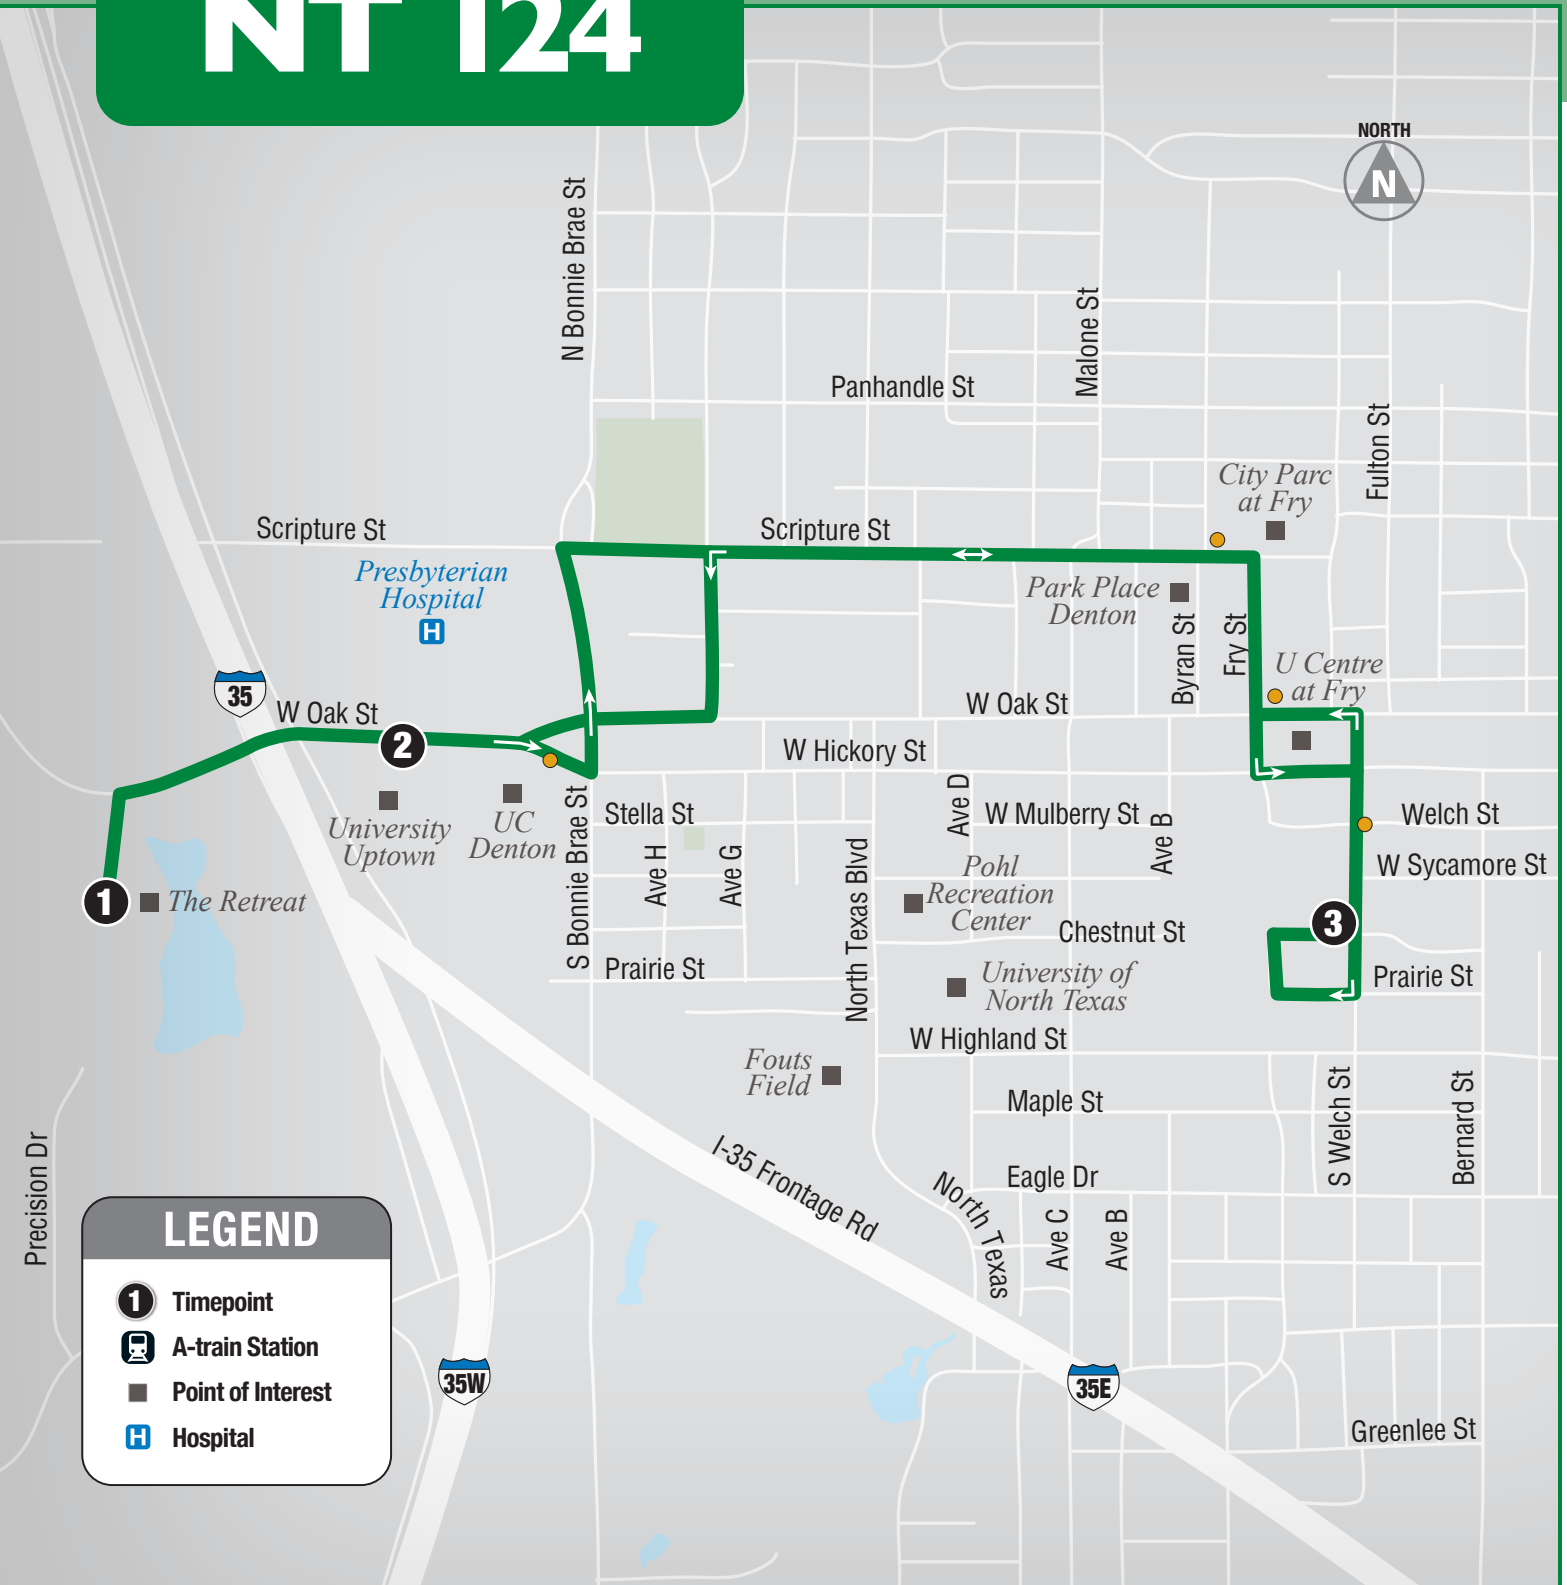 NT 124
NORTH
N
N Bonnie Brae St
Malone St
Panhandle St
Fulton St
City Parc
at Fry
Scripture St
Scripture St
Presbyterian
Hospital
H
Park Place
Denton
Byran St
Fry St
U Centre
at Fry
35
W Oak St
W Oak St
2
W Hickory St
University
Uptown
UC
Denton
S Bonnie Brae St
Stella St
Ave H
Ave G
North Texas Blvd
Ave D
W Mulberry St
Ave B
Welch St
W Sycamore St
1
The Retreat
Pohl
Recreation
Center
Chestnut St
3
Prairie St
Prairie St
University of
North Texas
W Highland St
Fouts
Field
Maple St
S Welch St
Bernard St
Precision Dr
I-35 Frontage Rd
Eagle Dr
North Texas
Ave C
Ave B
35W
35E
Greenlee St
LEGEND
1 Timepoint
A-train Station
Point of Interest
H Hospital